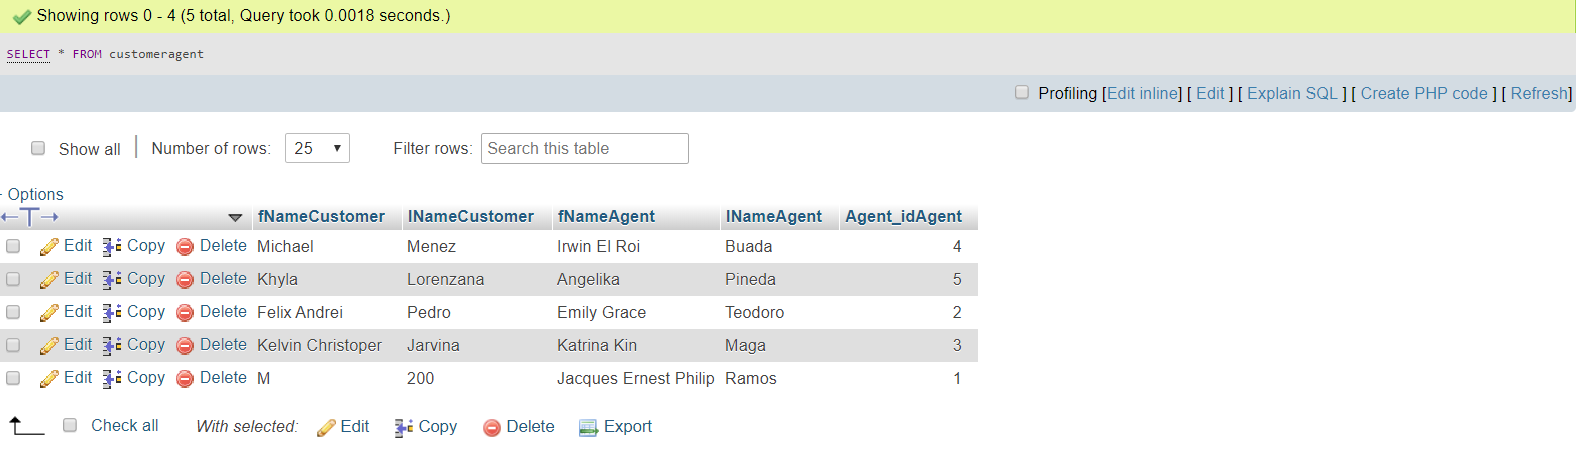 Showing rows 0 - 4 (5 total, Query took 0.0018 seconds.)
SELECT * FROM customeragent
Profiling [Edit inline] [ Edit ] [ Explain SQL ] [ Create PHP code ] [ Refresh]
Show all | Number of rows: 25 Filter rows: Search this table
+ Options
fNameCustomer lNameCustomer fNameAgent lNameAgent Agent_idAgent
Edit Copy Delete Michael Menez Irwin El Roi Buada 4
Edit Copy Delete Khyla Lorenzana Angelika Pineda 5
Edit Copy Delete Felix Andrei Pedro Emily Grace Teodoro 2
Edit Copy Delete Kelvin Christoper Jarvina Katrina Kin Maga 3
Edit Copy Delete M 200 Jacques Ernest Philip Ramos 1
Check all With selected: Edit Copy Delete Export